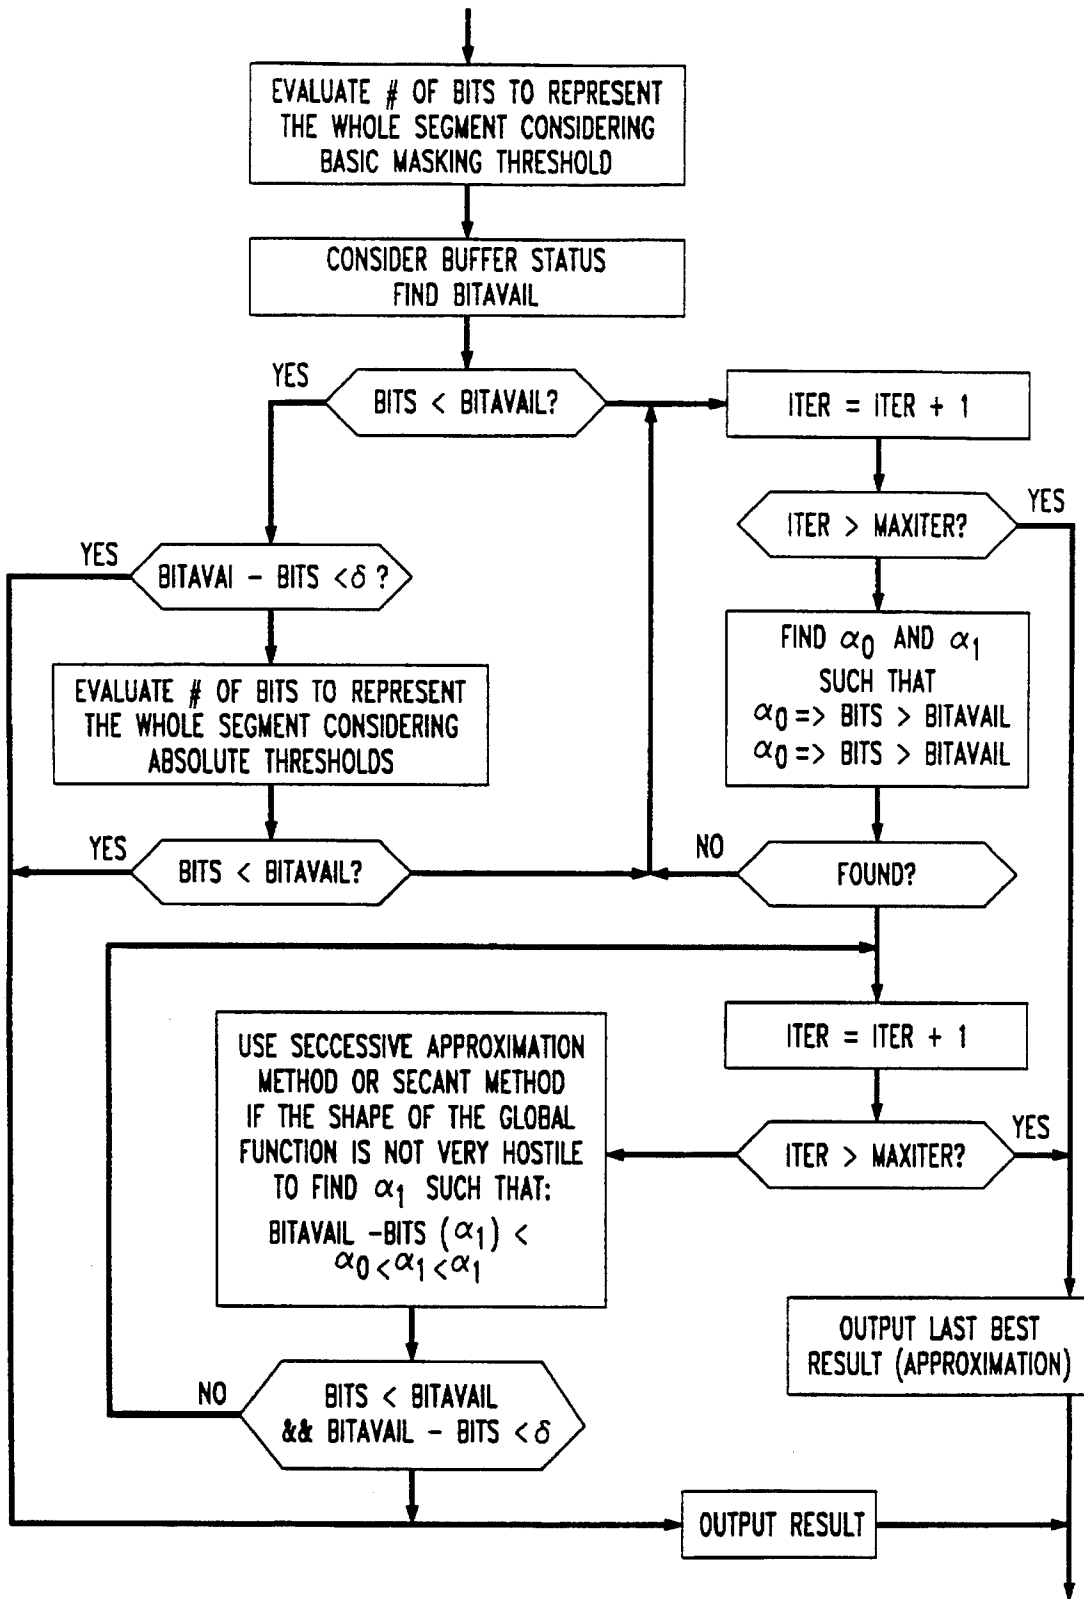 EVALUATE # OF BITS TO REPRESENT
THE WHOLE SEGMENT CONSIDERING
BASIC MASKING THRESHOLD
CONSIDER BUFFER STATUS
FIND BITAVAIL
YES
BITS < BITAVAIL?
ITER = ITER + 1
YES
ITER > MAXITER?
YES
BITAVAI - BITS < δ ?
FIND α0 AND α1
SUCH THAT
α0 => BITS > BITAVAIL
α0 => BITS > BITAVAIL
EVALUATE # OF BITS TO REPRESENT
THE WHOLE SEGMENT CONSIDERING
ABSOLUTE THRESHOLDS
YES
BITS < BITAVAIL?
NO
FOUND?
ITER = ITER + 1
USE SECCESSIVE APPROXIMATION
METHOD OR SECANT METHOD
IF THE SHAPE OF THE GLOBAL
FUNCTION IS NOT VERY HOSTILE
TO FIND α1 SUCH THAT:
BITAVAIL -BITS (α1) <
α0 < α1 < α1
ITER > MAXITER?
YES
OUTPUT LAST BEST
RESULT (APPROXIMATION)
NO
BITS < BITAVAIL
&& BITAVAIL - BITS < δ
OUTPUT RESULT